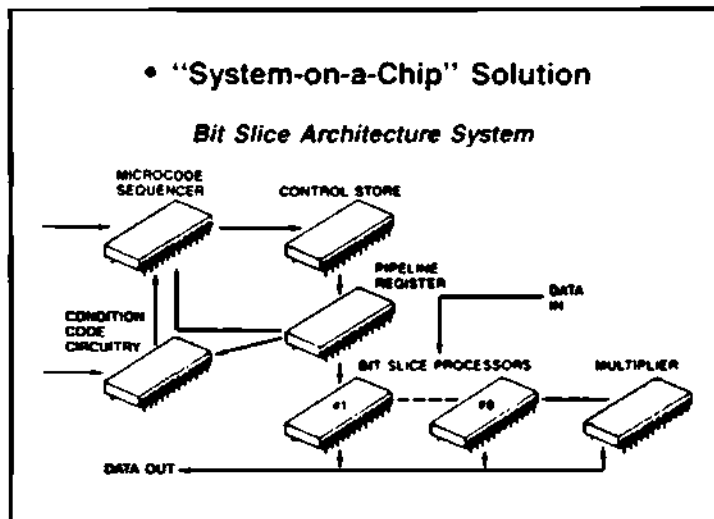 • "System-on-a-Chip" Solution
Bit Slice Architecture System
MICROCODE
SEQUENCER
CONTROL STORE
PIPELINE
REGISTER
DATA
IN
CONDITION
CODE
CIRCUITRY
BIT SLICE PROCESSORS
MULTIPLIER
#1
DATA OUT